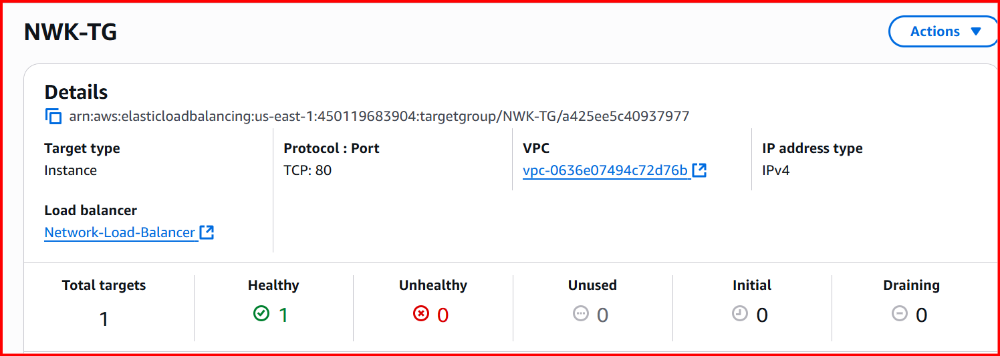 NWK-TG
Actions
Details
arn:aws:elasticloadbalancing:us-east-1:450119683904:targetgroup/NWK-TG/a425ee5c40937977
Target type
Instance
Protocol : Port
TCP: 80
VPC
vpc-0636e07494c72d76b
IP address type
IPv4
Load balancer
Network-Load-Balancer
Total targets
1
Healthy
1
Unhealthy
0
Unused
0
Initial
0
Draining
0